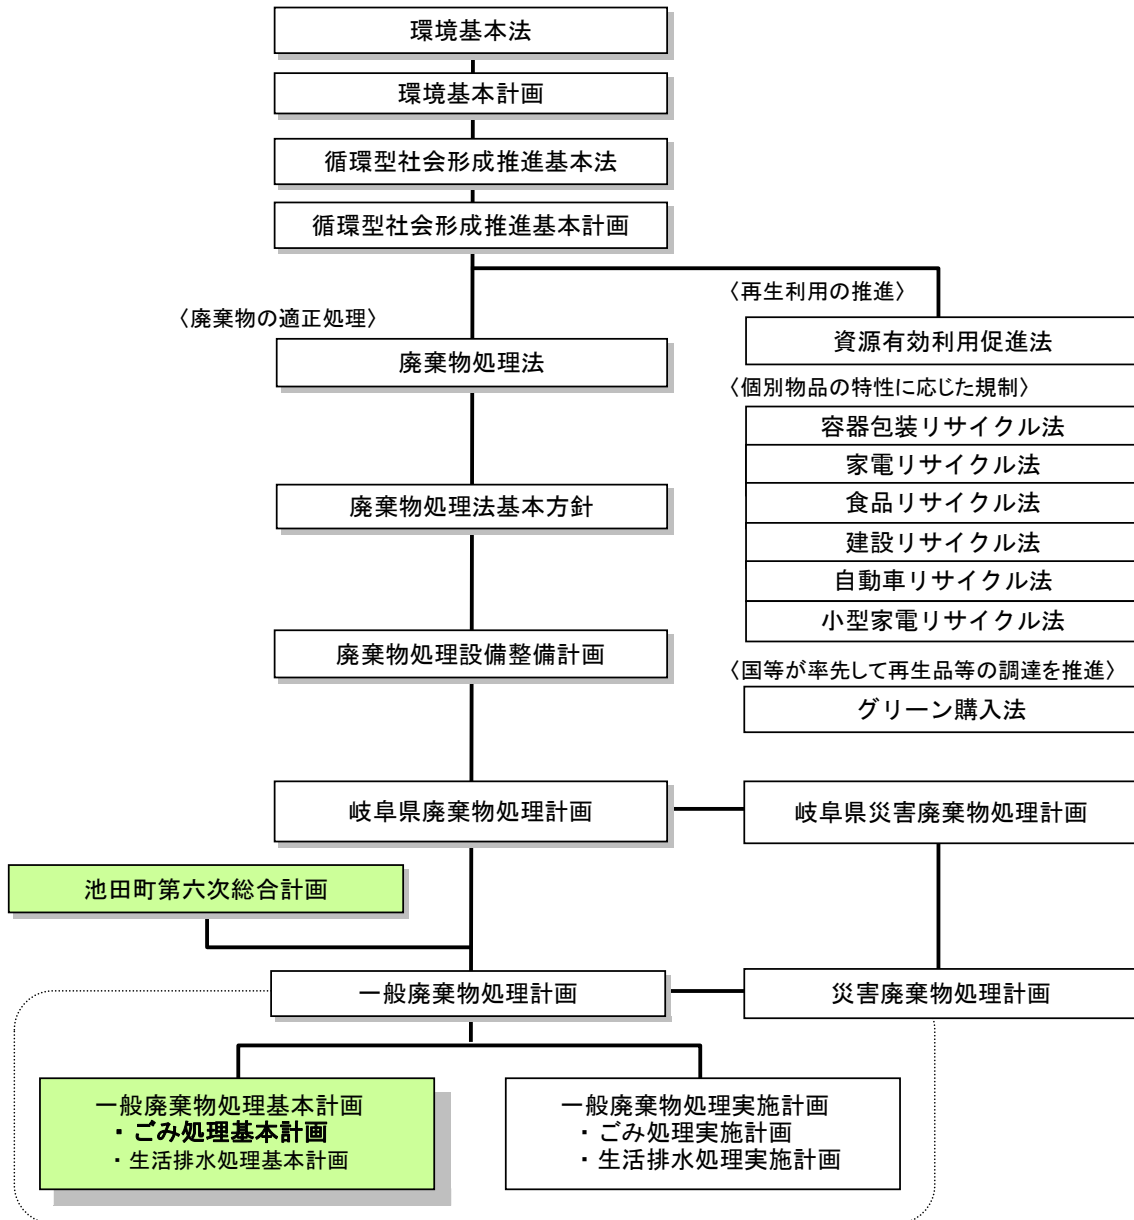 環境基本法
環境基本計画
循環型社会形成推進基本法
循環型社会形成推進基本計画
〈再生利用の推進〉
〈廃棄物の適正処理〉
資源有効利用促進法
廃棄物処理法
〈個別物品の特性に応じた規制〉
容器包装リサイクル法
家電リサイクル法
食品リサイクル法
廃棄物処理法基本方針
建設リサイクル法
自動車リサイクル法
小型家電リサイクル法
廃棄物処理設備整備計画
〈国等が率先して再生品等の調達を推進〉
グリーン購入法
岐阜県廃棄物処理計画
岐阜県災害廃棄物処理計画
池田町第六次総合計画
一般廃棄物処理計画
災害廃棄物処理計画
一般廃棄物処理基本計画
・ごみ処理基本計画
・生活排水処理基本計画
一般廃棄物処理実施計画
・ごみ処理実施計画
・生活排水処理実施計画